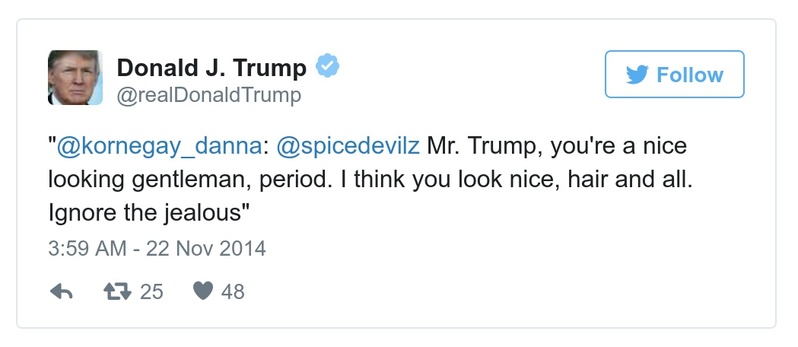 Donald J. Trump
@realDonaldTrump
Follow
"@kornegay_danna: @spicedevilz Mr. Trump, you're a nice
looking gentleman, period. I think you look nice, hair and all.
Ignore the jealous"
3:59 AM - 22 Nov 2014
25 48